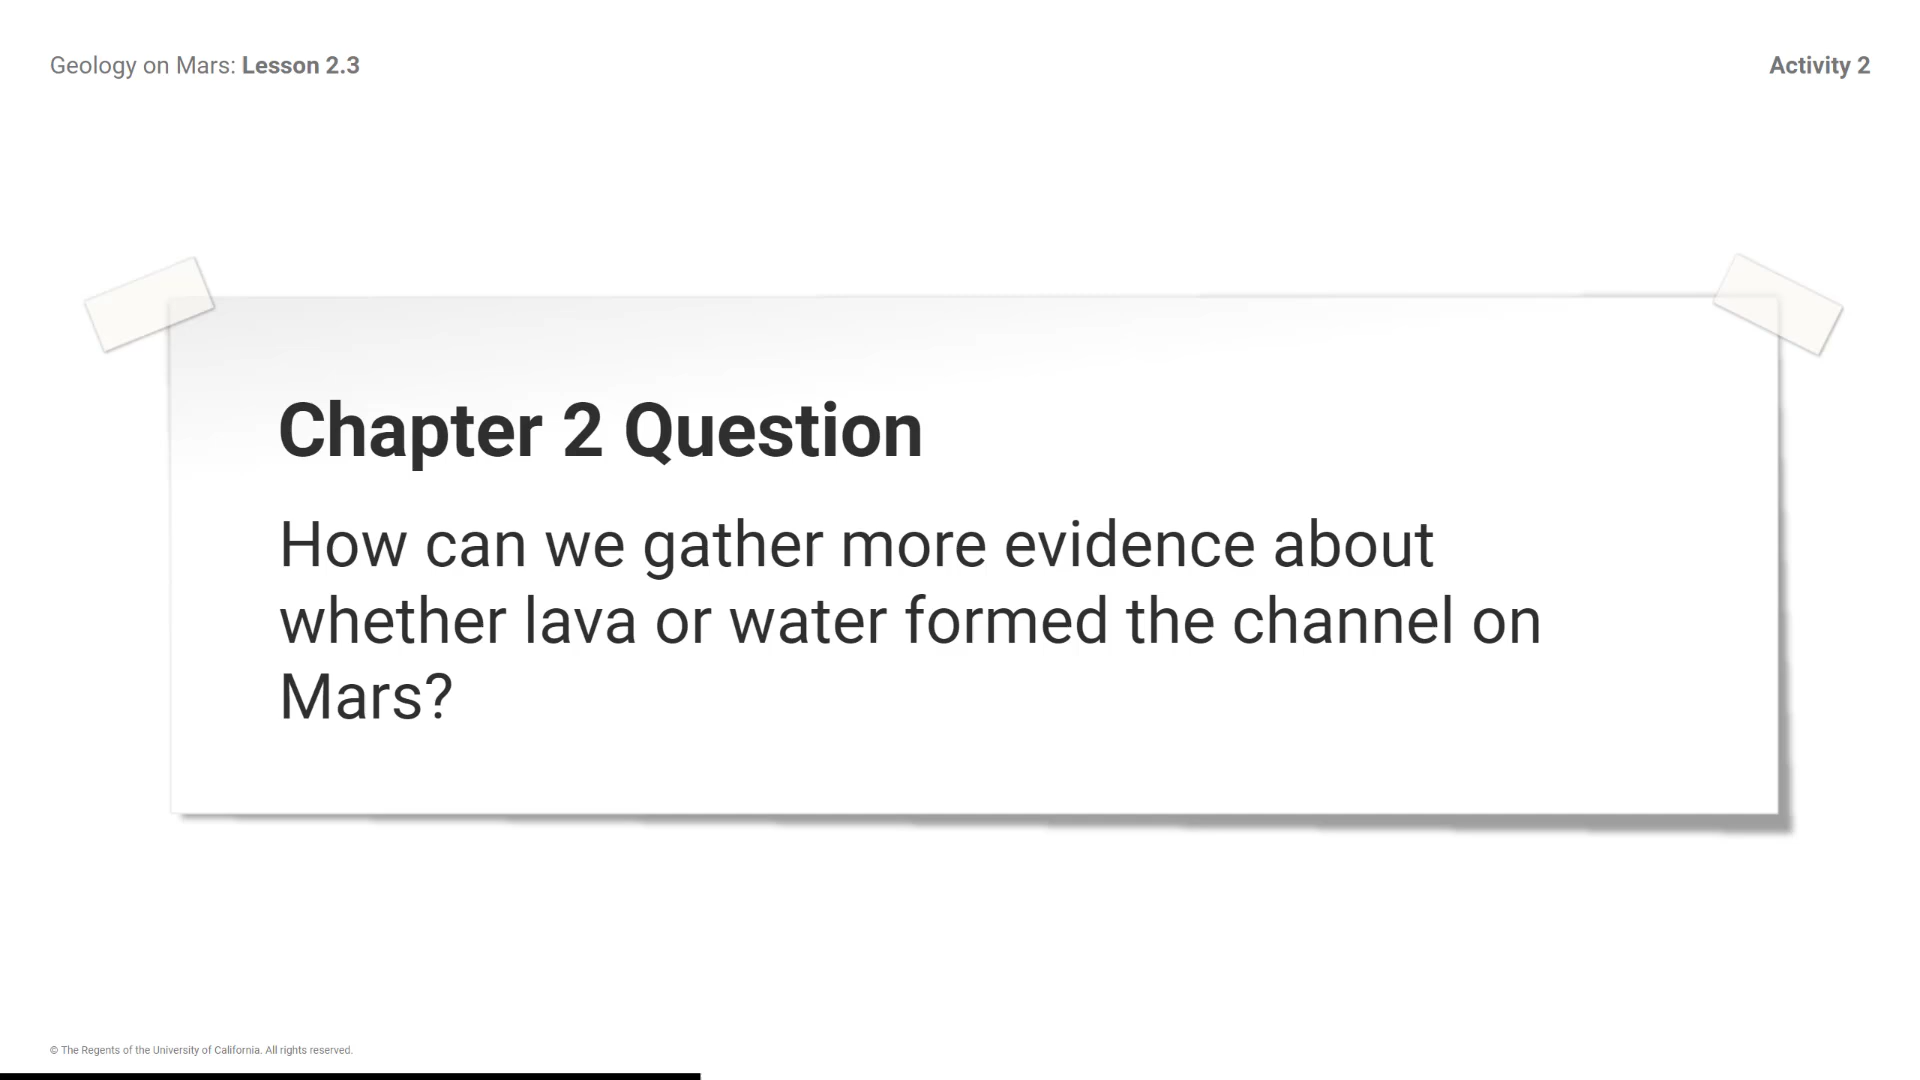 Geology on Mars: Lesson 2.3
Activity 2
Chapter 2 Question
How can we gather more evidence about
whether lava or water formed the channel on
Mars?
© The Regents of the University of California. All rights reserved.